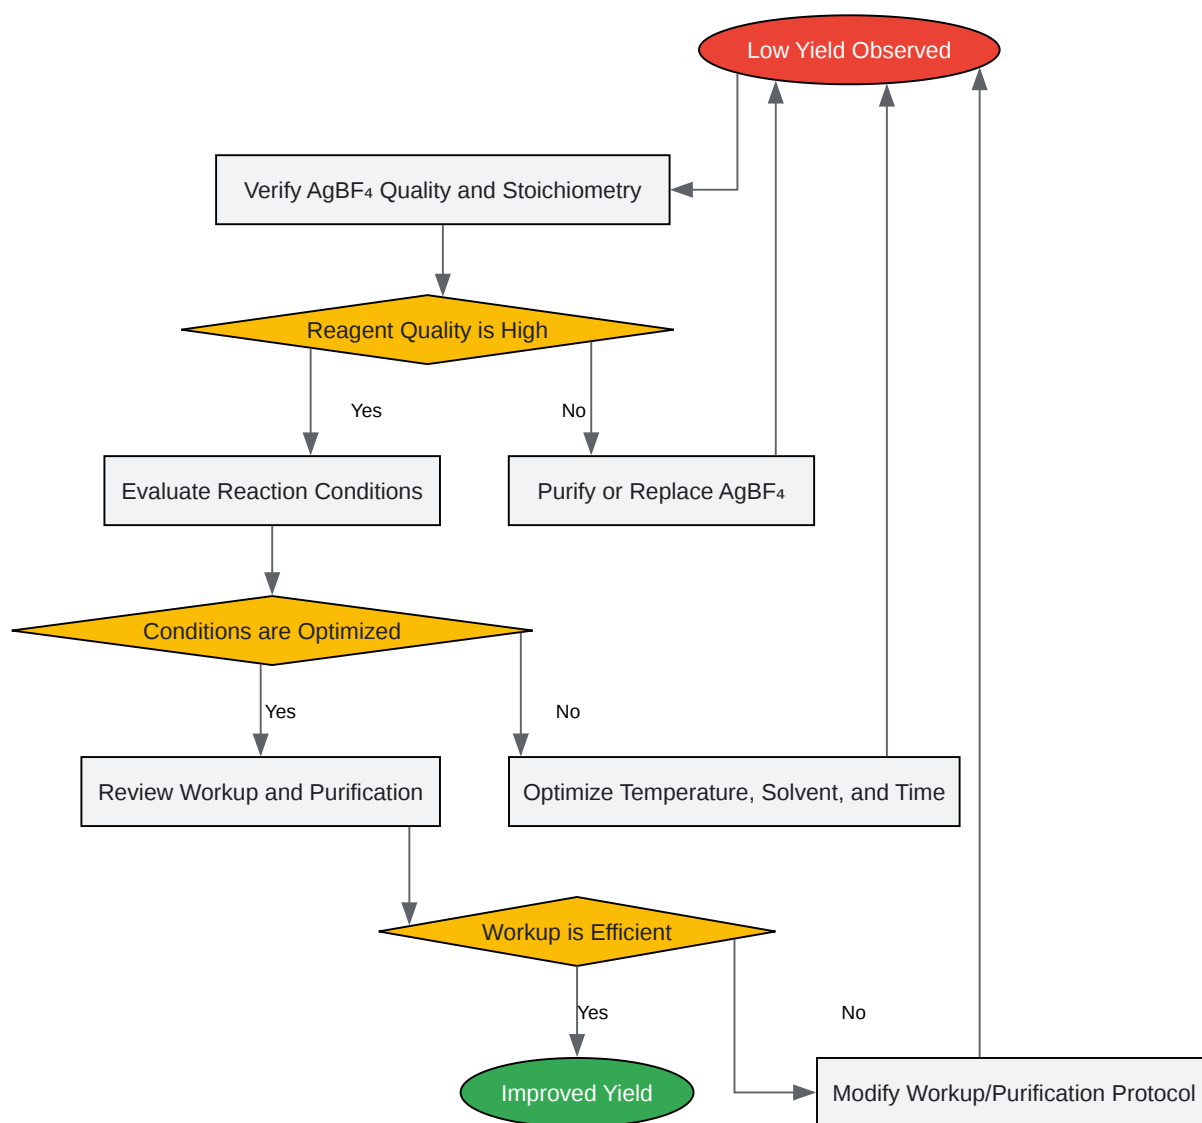 Low Yield Observed
Verify AgBF₄ Quality and Stoichiometry
Reagent Quality is High
Yes
No
Evaluate Reaction Conditions
Purify or Replace AgBF₄
Conditions are Optimized
Yes
No
Review Workup and Purification
Optimize Temperature, Solvent, and Time
Workup is Efficient
Yes
No
Improved Yield
Modify Workup/Purification Protocol